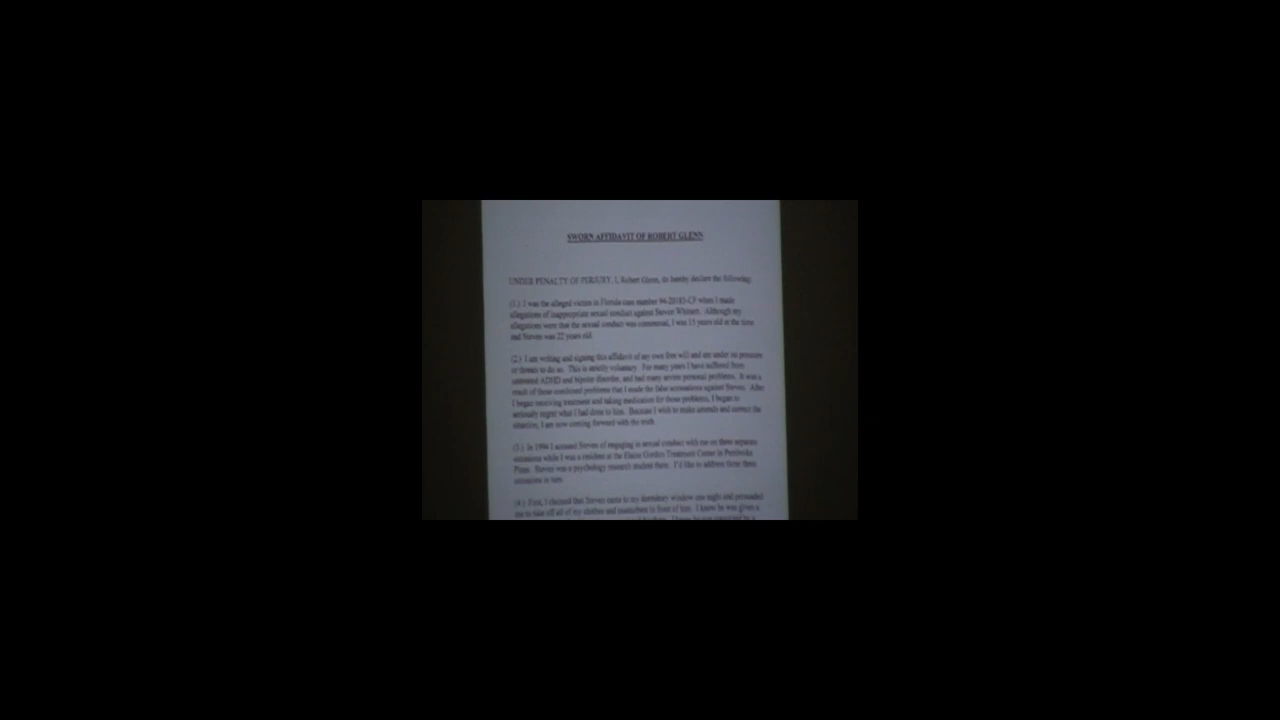 SWORN AFFIDAVIT OF ROBERT GLENN
UNDER PENALTY OF PERJURY, I, Robert Glenn, do hereby declare the following:
(1.) I was the alleged victim in Florida case number when I made
allegations of inappropriate sexual conduct against Steven Although my
allegations were that the sexual conduct was consensual, I was 15 years old at the time
and Steven was 22 years old.
(2.) I am writing and signing this affidavit of my own free will and am under no pressure
or threats to do so. This is strictly voluntary. For many years I have suffered from
untreated ADHD and bipolar disorder, and had many severe personal problems. It was a
result of these combined problems that I made the false accusations against Steven. After
I began receiving treatment and taking medication for these problems, I began to
seriously regret what I had done to him. Because I wish to make amends and correct the
situation, I am now coming forward with the truth.
(3.) In 1994 I accused Steven of engaging in sexual conduct with me on three separate
occasions while I was a resident at the Elaine Gordon Treatment Center in Pembroke
Pines. Steven was a psychology research student there. I'd like to address these three
occasions in turn.
(4.) First, I claimed that Steven came to my dormitory window one night and persuaded
me to take off all of my clothes and masturbate in front of him. I know he was given a